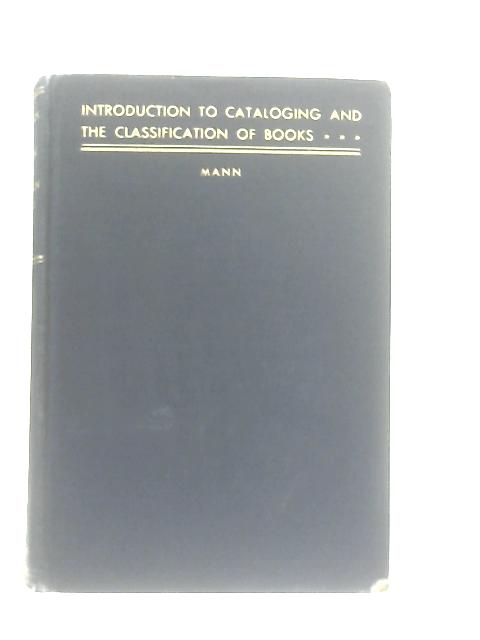 INTRODUCTION TO CATALOGING AND
THE CLASSIFICATION OF BOOKS » » »
MANN